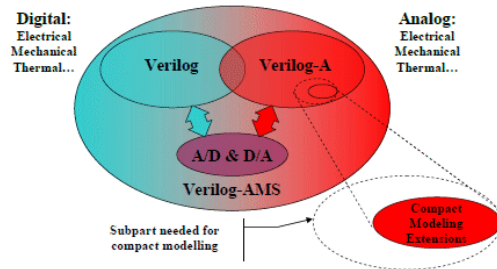 Digital:
Electrical
Mechanical
Thermal…
Analog:
Electrical
Mechanical
Thermal…
Verilog
Verilog-A
A/D & D/A
Verilog-AMS
Subpart needed for
compact modelling
Compact
Modeling
Extensions